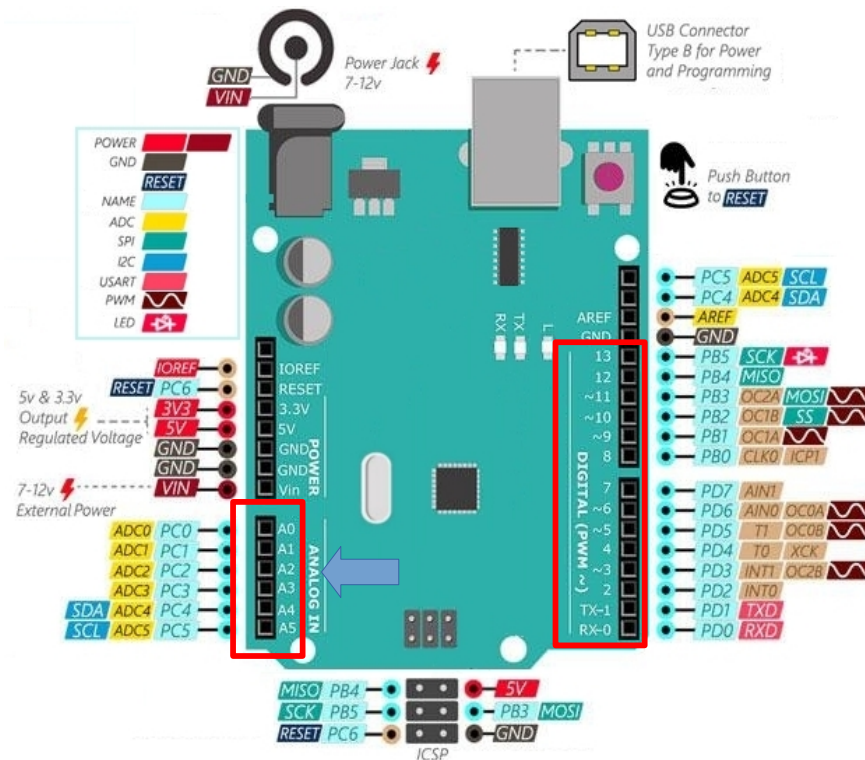 GND
VIN
Power Jack
7-12v
USB Connector
Type B for Power
and Programming
POWER
GND
RESET
NAME
ADC
SPI
I2C
USART
PWM
LED
Push Button
to RESET
RX
TX
L
AREF
GND
13
12
~11
~10
~9
8
7
~6
~5
4
~3
2
TX-1
RX-0
DIGITAL (PWM ~)
PC5 ADC5 SCL
PC4 ADC4 SDA
AREF
GND
PB5 SCK
PB4 MISO
PB3 OC2A MOSI
PB2 OC1B SS
PB1 OC1A
PB0 CLK0 ICP1
PD7 AIN1
PD6 AIN0 OC0A
PD5 T1 OC0B
PD4 T0 XCK
PD3 INT1 OC2B
PD2 INT0
PD1 TXD
PD0 RXD
IOREF
RESET PC6
3V3
5V
GND
GND
VIN
5v & 3.3v
Output
Regulated Voltage
7-12v
External Power
IOREF
RESET
3.3V
5V
GND
GND
Vin
POWER
ADC0 PC0
ADC1 PC1
ADC2 PC2
ADC3 PC3
SDA ADC4 PC4
SCL ADC5 PC5
A0
A1
A2
A3
A4
A5
ANALOG IN
MISO PB4
SCK PB5
RESET PC6
5V
PB3 MOSI
GND
ICSP